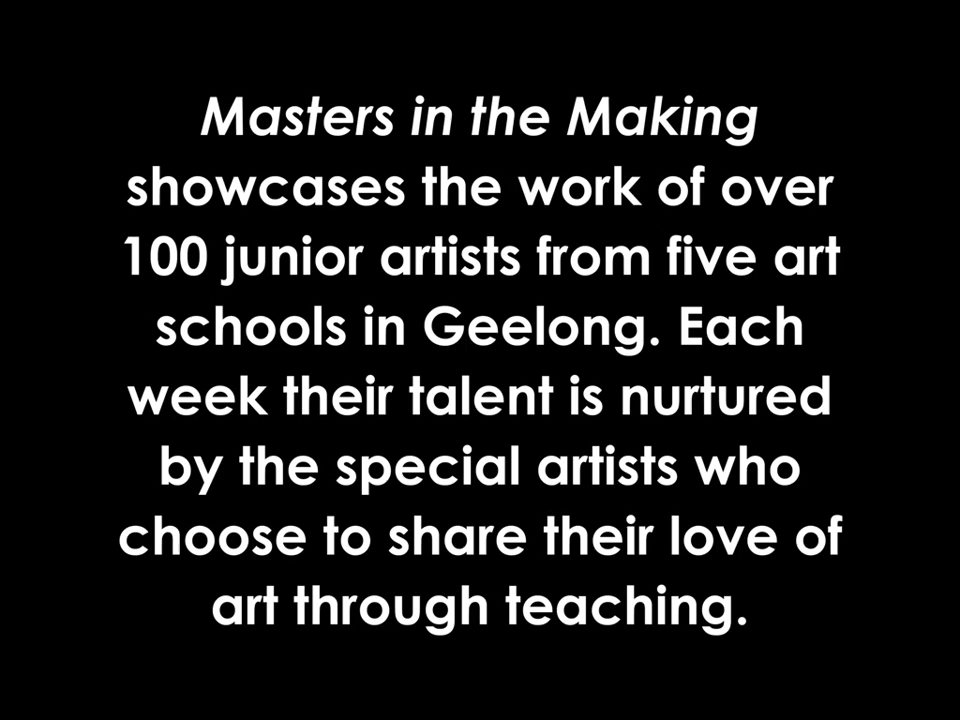 Masters in the Making
showcases the work of over
100 junior artists from five art
schools in Geelong. Each
week their talent is nurtured
by the special artists who
choose to share their love of
art through teaching.